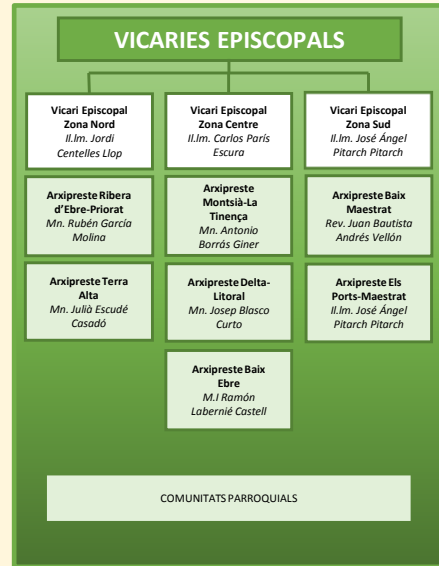 VICARIES EPISCOPALS
Vicari Episcopal
Zona Nord
Il.lm. Jordi
Centelles Llop
Vicari Episcopal
Zona Centre
Il.lm. Carlos París
Escura
Vicari Episcopal
Zona Sud
Il.lm. José Ángel
Pitarch Pitarch
Arxipreste Ribera
d'Ebre-Priorat
Mn. Rubén García
Molina
Arxipreste
Montsià-La
Tinença
Mn. Antonio
Borrás Giner
Arxipreste Baix
Maestrat
Rev. Juan Bautista
Andrés Vellón
Arxipreste Terra
Alta
Mn. Julià Escudé
Casadó
Arxipreste Delta-
Litoral
Mn. Josep Blasco
Curto
Arxipreste Els
Ports-Maestrat
Il.lm. José Ángel
Pitarch Pitarch
Arxipreste Baix
Ebre
M.I Ramón
Labernié Castell
COMUNITATS PARROQUIALS